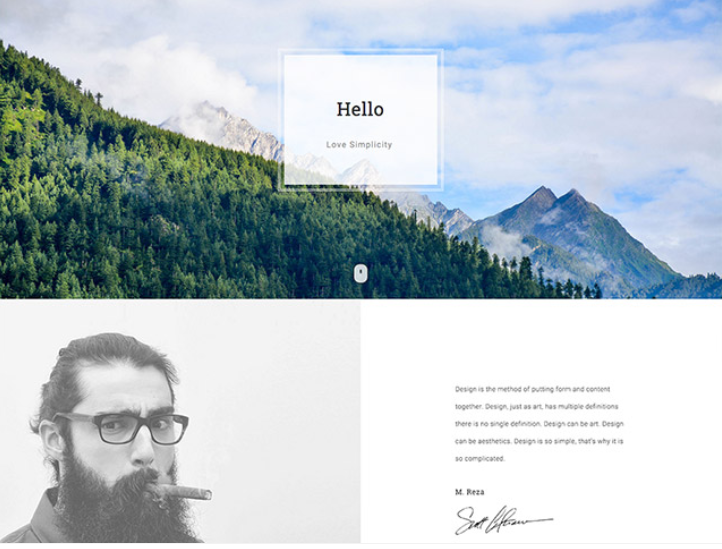 Hello
Love Simplicity
Design is the method of putting form and content
together. Design, just as art, has multiple definitions
there is no single definition. Design can be art. Design
can be aesthetics. Design is so simple, that's why it is
so complicated.
M. Reza